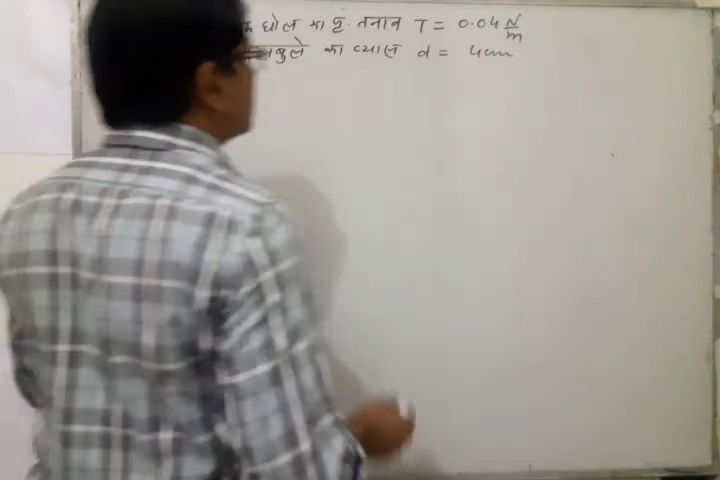 घोल का पृ. तनाव T = 0.04 N/m
बुलबुले का व्यास d = 4cm